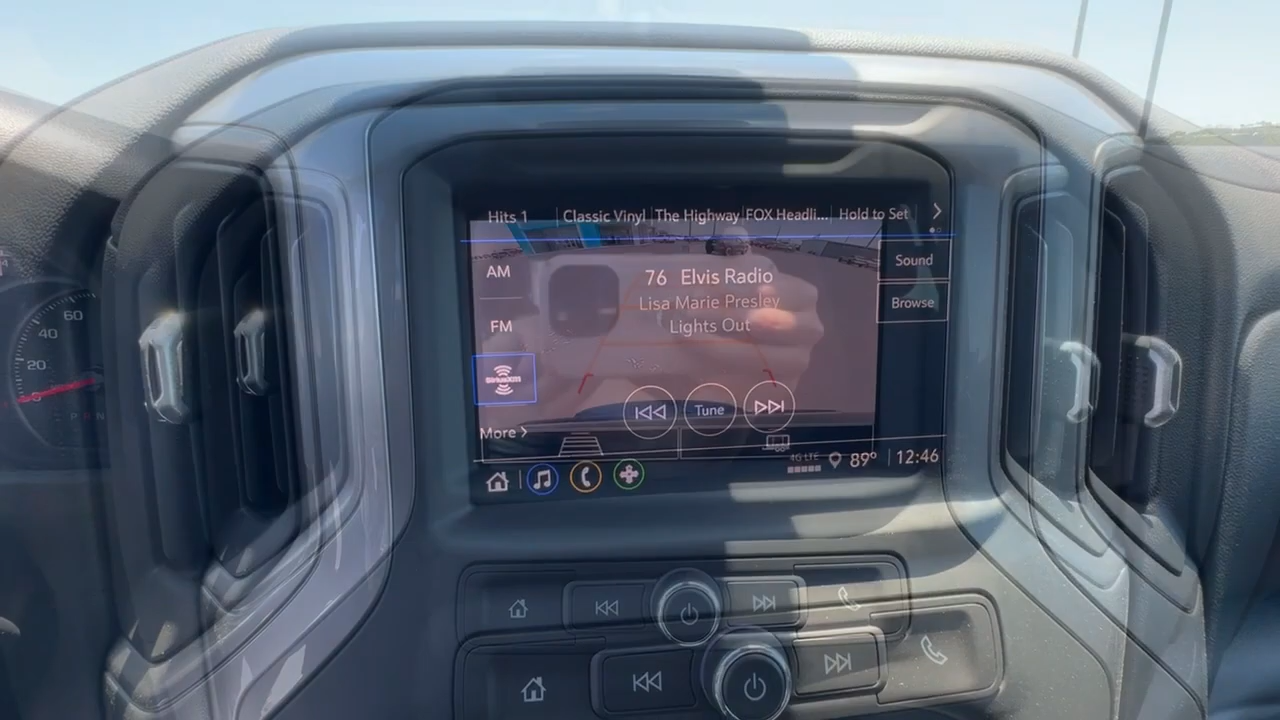 Hits 1 Classic Vinyl The Highway FOX Headli... Hold to Set
Sound
AM
76 Elvis Radio
Browse
Lisa Marie Presley
FM
Lights Out
60
40
20
SiriusXM
Tune
More
4G LTE 89° 12:46
P R N